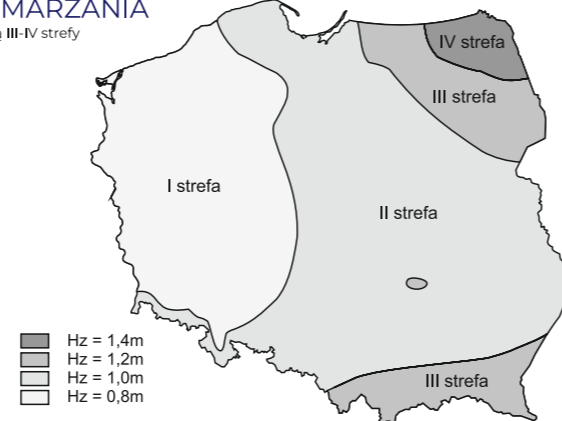 MARZANIA
III-IV strefy
IV strefa
III strefa
I strefa
II strefa
III strefa
Hz = 1,4m
Hz = 1,2m
Hz = 1,0m
Hz = 0,8m